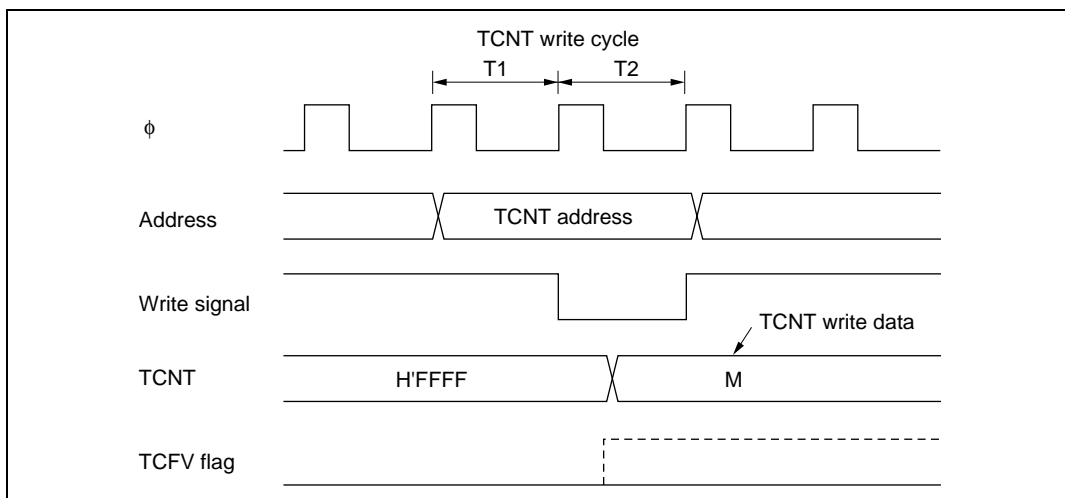 TCNT write cycle
T1 T2
ϕ
Address TCNT address
Write signal
TCNT write data
TCNT H'FFFF M
TCFV flag